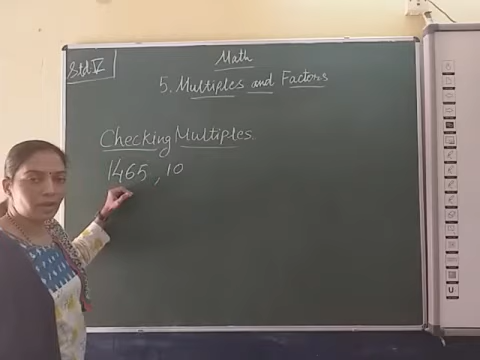 Math
Std V
5. Multiples and Factors
Checking Multiples.
1465, 10
U